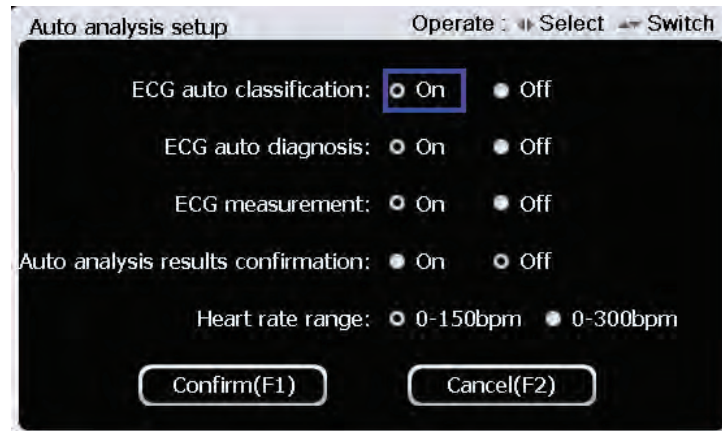 Auto analysis setup Operate : Select Switch
ECG auto classification: On Off
ECG auto diagnosis: On Off
ECG measurement: On Off
Auto analysis results confirmation: On Off
Heart rate range: 0-150bpm 0-300bpm
Confirm(F1) Cancel(F2)